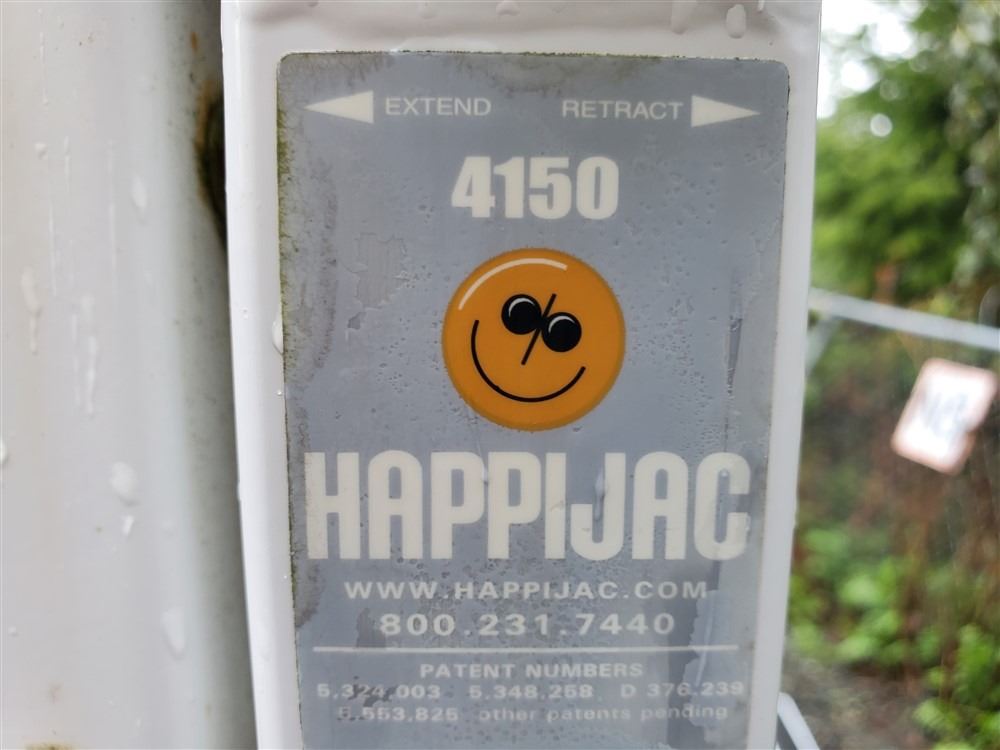 EXTEND RETRACT
4150
HAPPIJAC
WWW.HAPPIJAC.COM
800.231.7440
PATENT NUMBERS
5,324,003 5,348,258 D 376,239
5,553,825 other patents pending